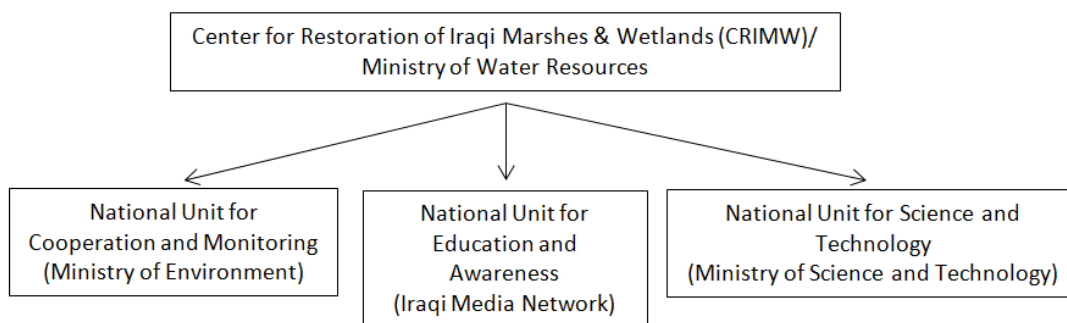 Center for Restoration of Iraqi Marshes & Wetlands (CRIMW)/
Ministry of Water Resources
National Unit for
Cooperation and Monitoring
(Ministry of Environment)
National Unit for
Education and
Awareness
(Iraqi Media Network)
National Unit for Science and
Technology
(Ministry of Science and Technology)